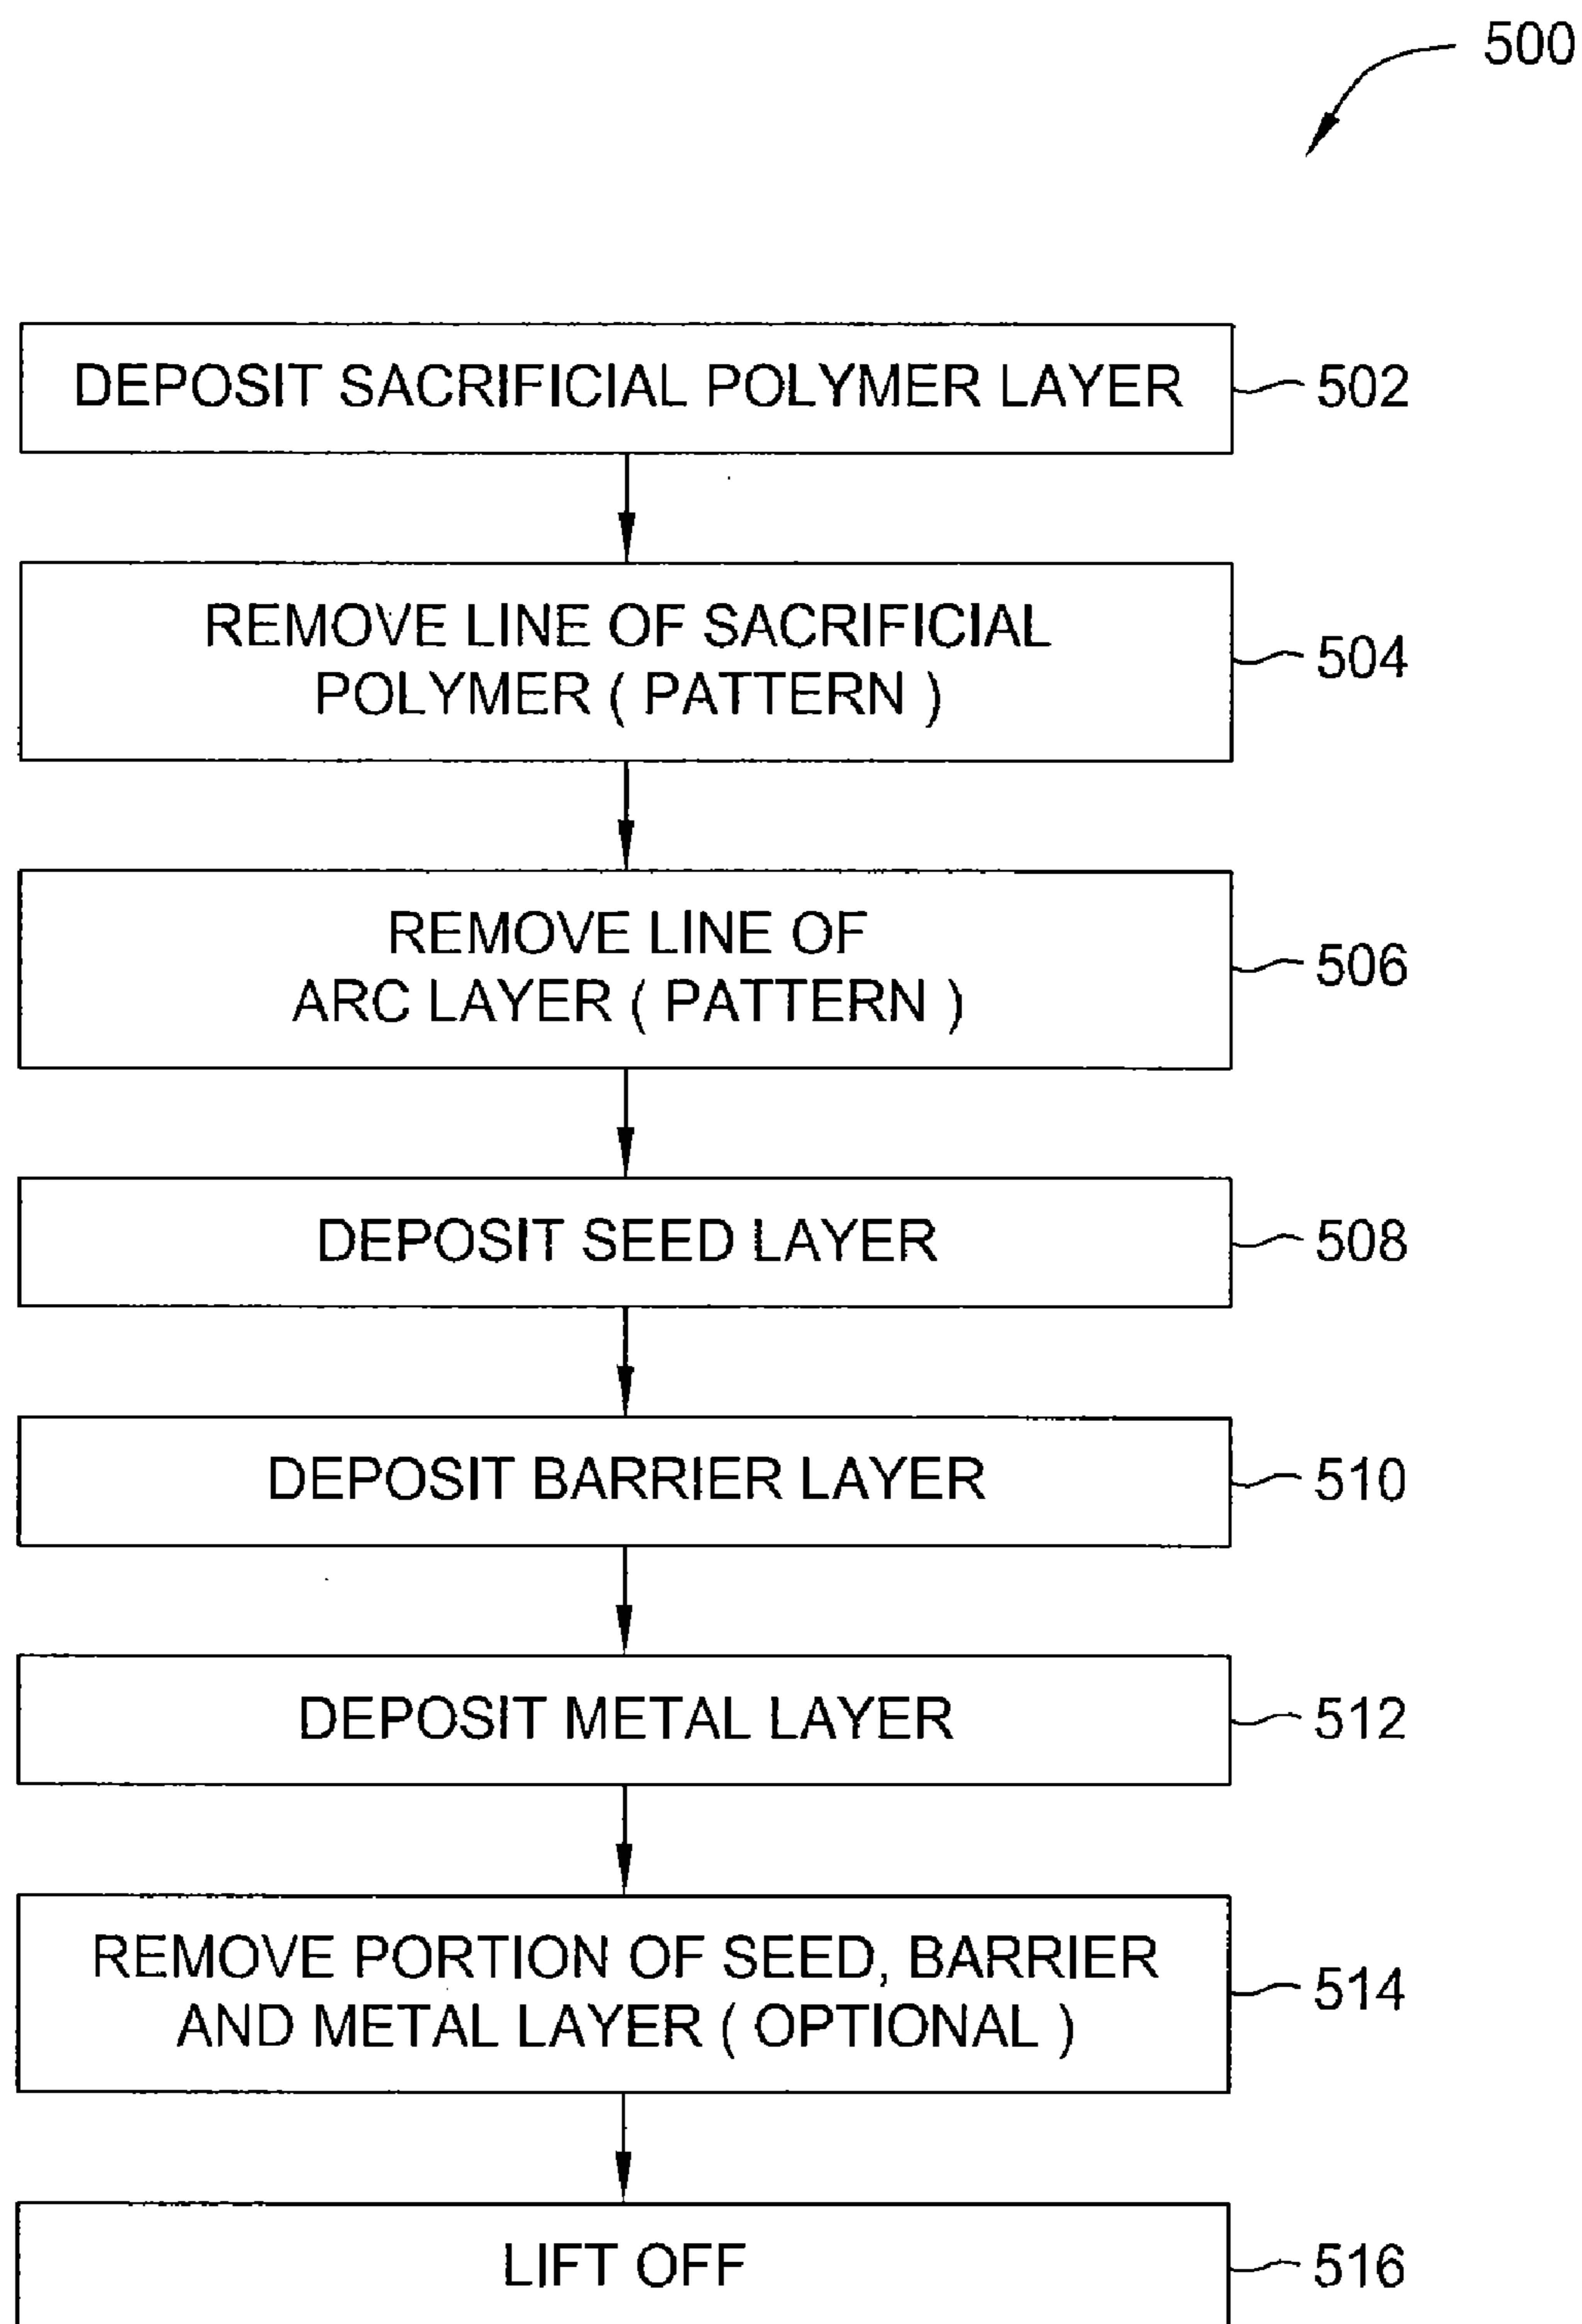 500
DEPOSIT SACRIFICIAL POLYMER LAYER
502
REMOVE LINE OF SACRIFICIAL
POLYMER ( PATTERN )
504
REMOVE LINE OF
ARC LAYER ( PATTERN )
506
DEPOSIT SEED LAYER
508
DEPOSIT BARRIER LAYER
510
DEPOSIT METAL LAYER
512
REMOVE PORTION OF SEED, BARRIER
AND METAL LAYER ( OPTIONAL )
514
LIFT OFF
516